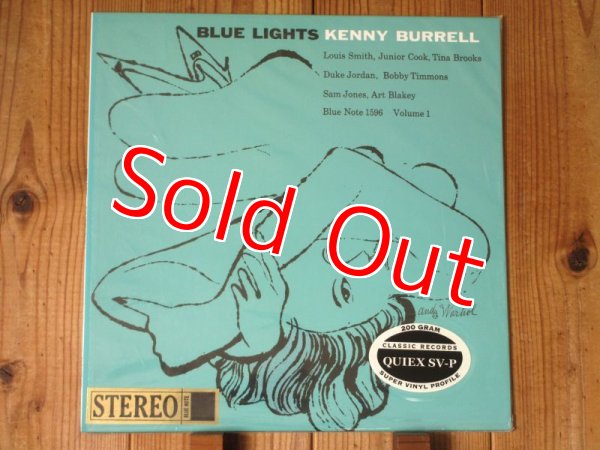 BLUE LIGHTS KENNY BURRELL
Louis Smith, Junior Cook, Tina Brooks
Duke Jordan, Bobby Timmons
Sam Jones, Art Blakey
Blue Note 1596 Volume 1
Sold Out
andy Warhol
200 GRAM
CLASSIC RECORDS
QUIEX SV-P
SUPER VINYL PROFILE
STEREO
BLUE NOTE